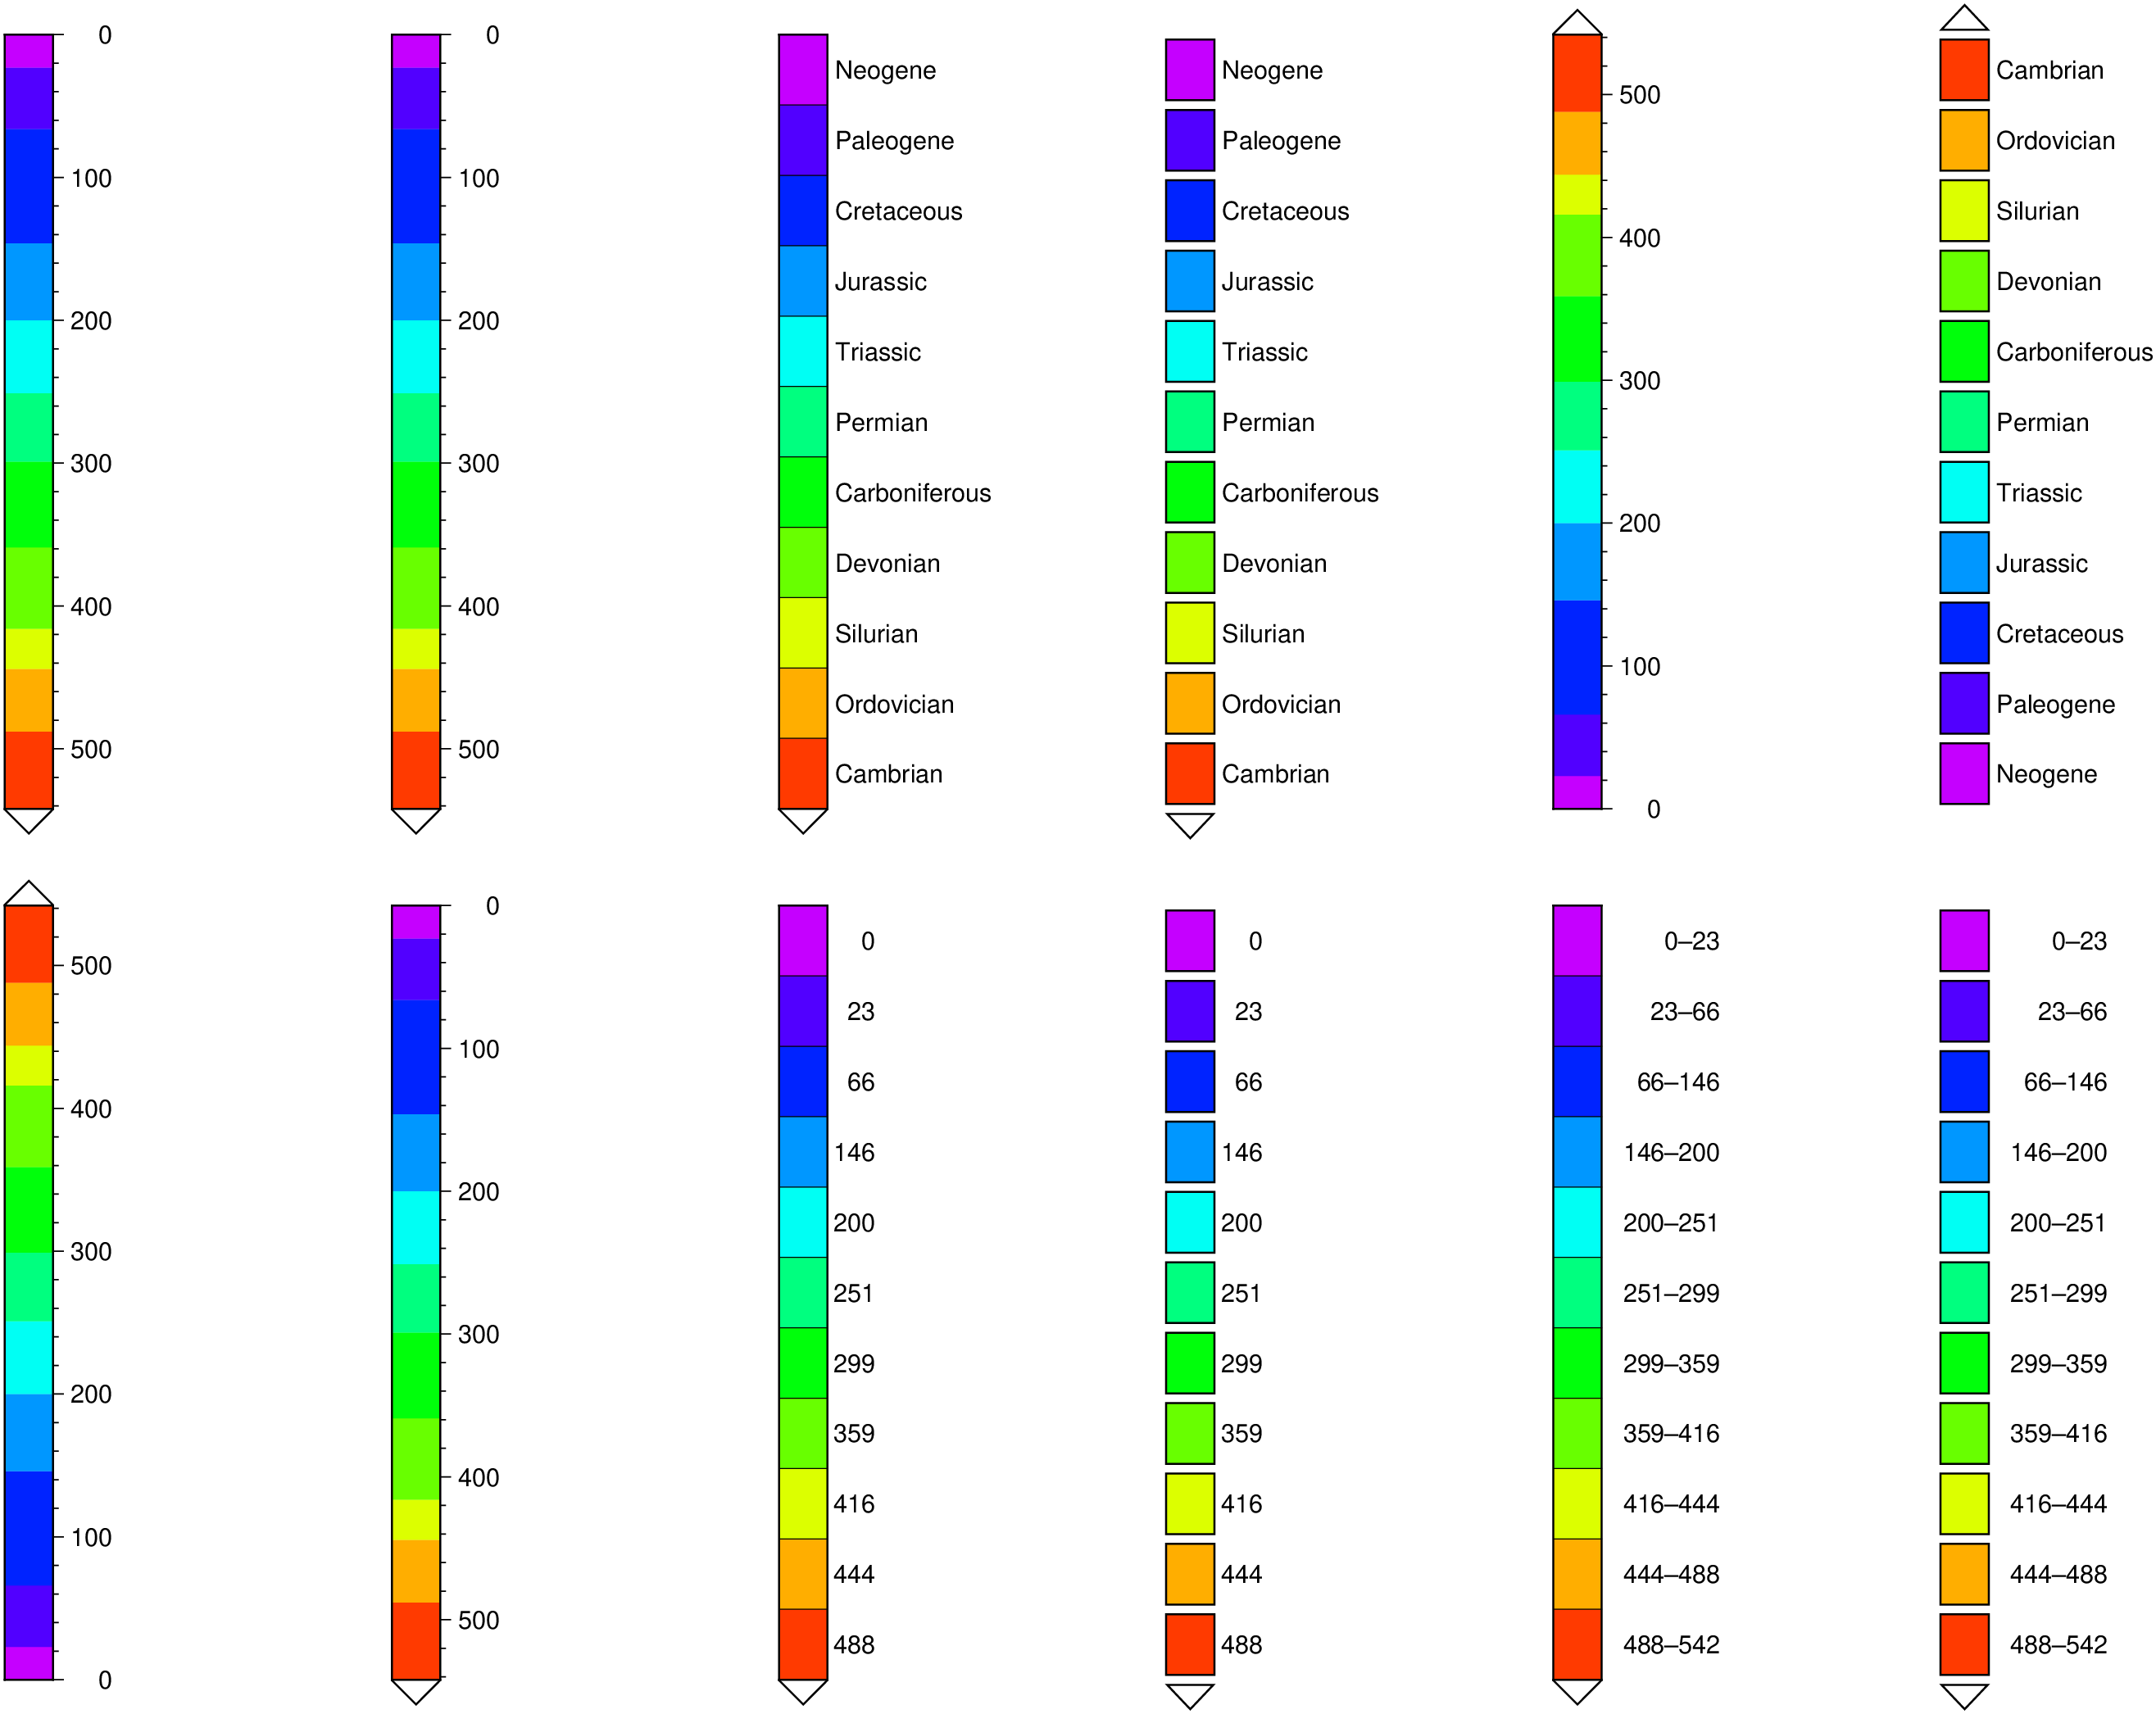 0
100
200
300
400
500
0
100
200
300
400
500
Neogene
Paleogene
Cretaceous
Jurassic
Triassic
Permian
Carboniferous
Devonian
Silurian
Ordovician
Cambrian
Neogene
Paleogene
Cretaceous
Jurassic
Triassic
Permian
Carboniferous
Devonian
Silurian
Ordovician
Cambrian
500
400
300
200
100
0
Cambrian
Ordovician
Silurian
Devonian
Carboniferous
Permian
Triassic
Jurassic
Cretaceous
Paleogene
Neogene
500
400
300
200
100
0
0
100
200
300
400
500
0
23
66
146
200
251
299
359
416
444
488
0
23
66
146
200
251
299
359
416
444
488
0–23
23–66
66–146
146–200
200–251
251–299
299–359
359–416
416–444
444–488
488–542
0–23
23–66
66–146
146–200
200–251
251–299
299–359
359–416
416–444
444–488
488–542